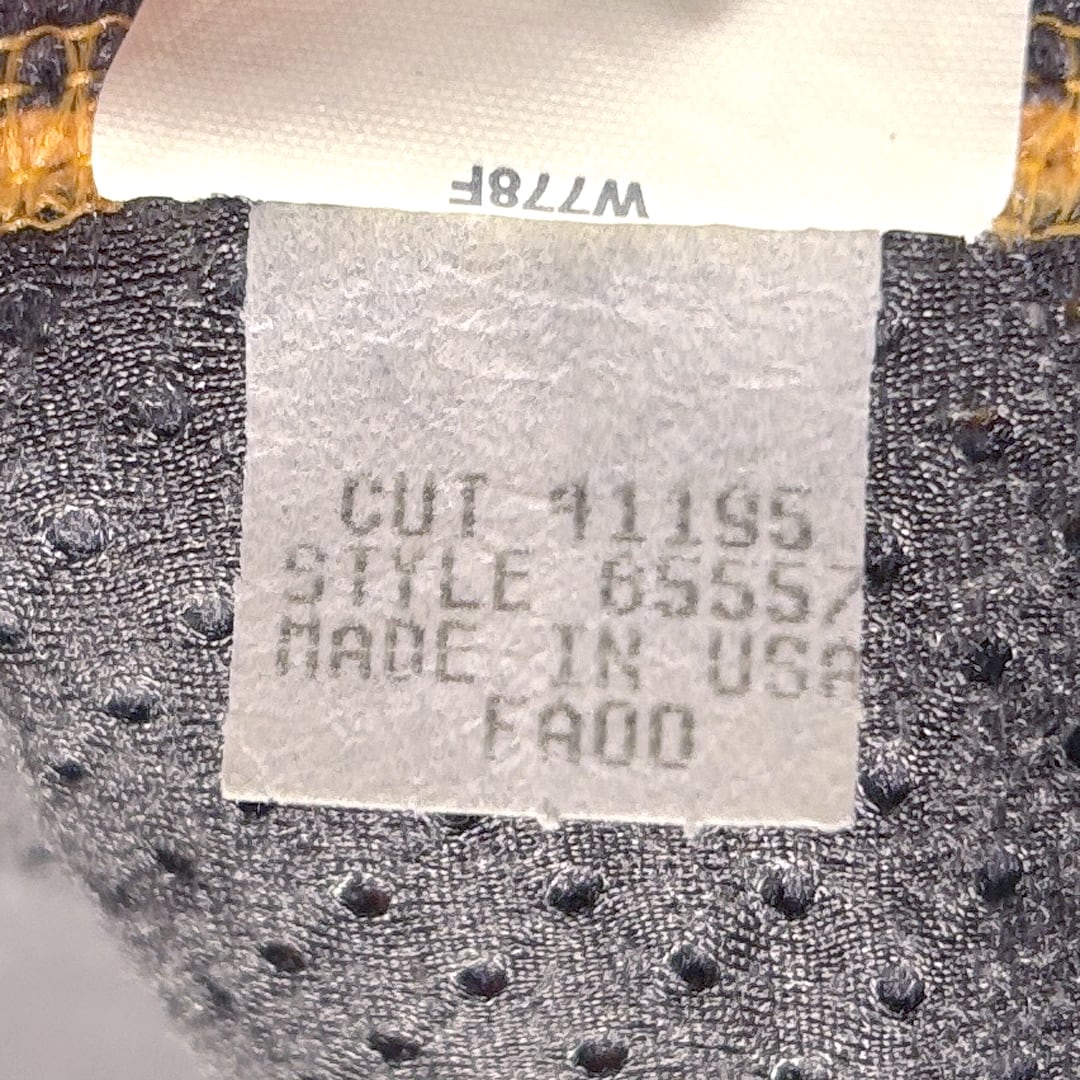 W778F
CUT 41195
STYLE 65557
MADE IN USA
FA00